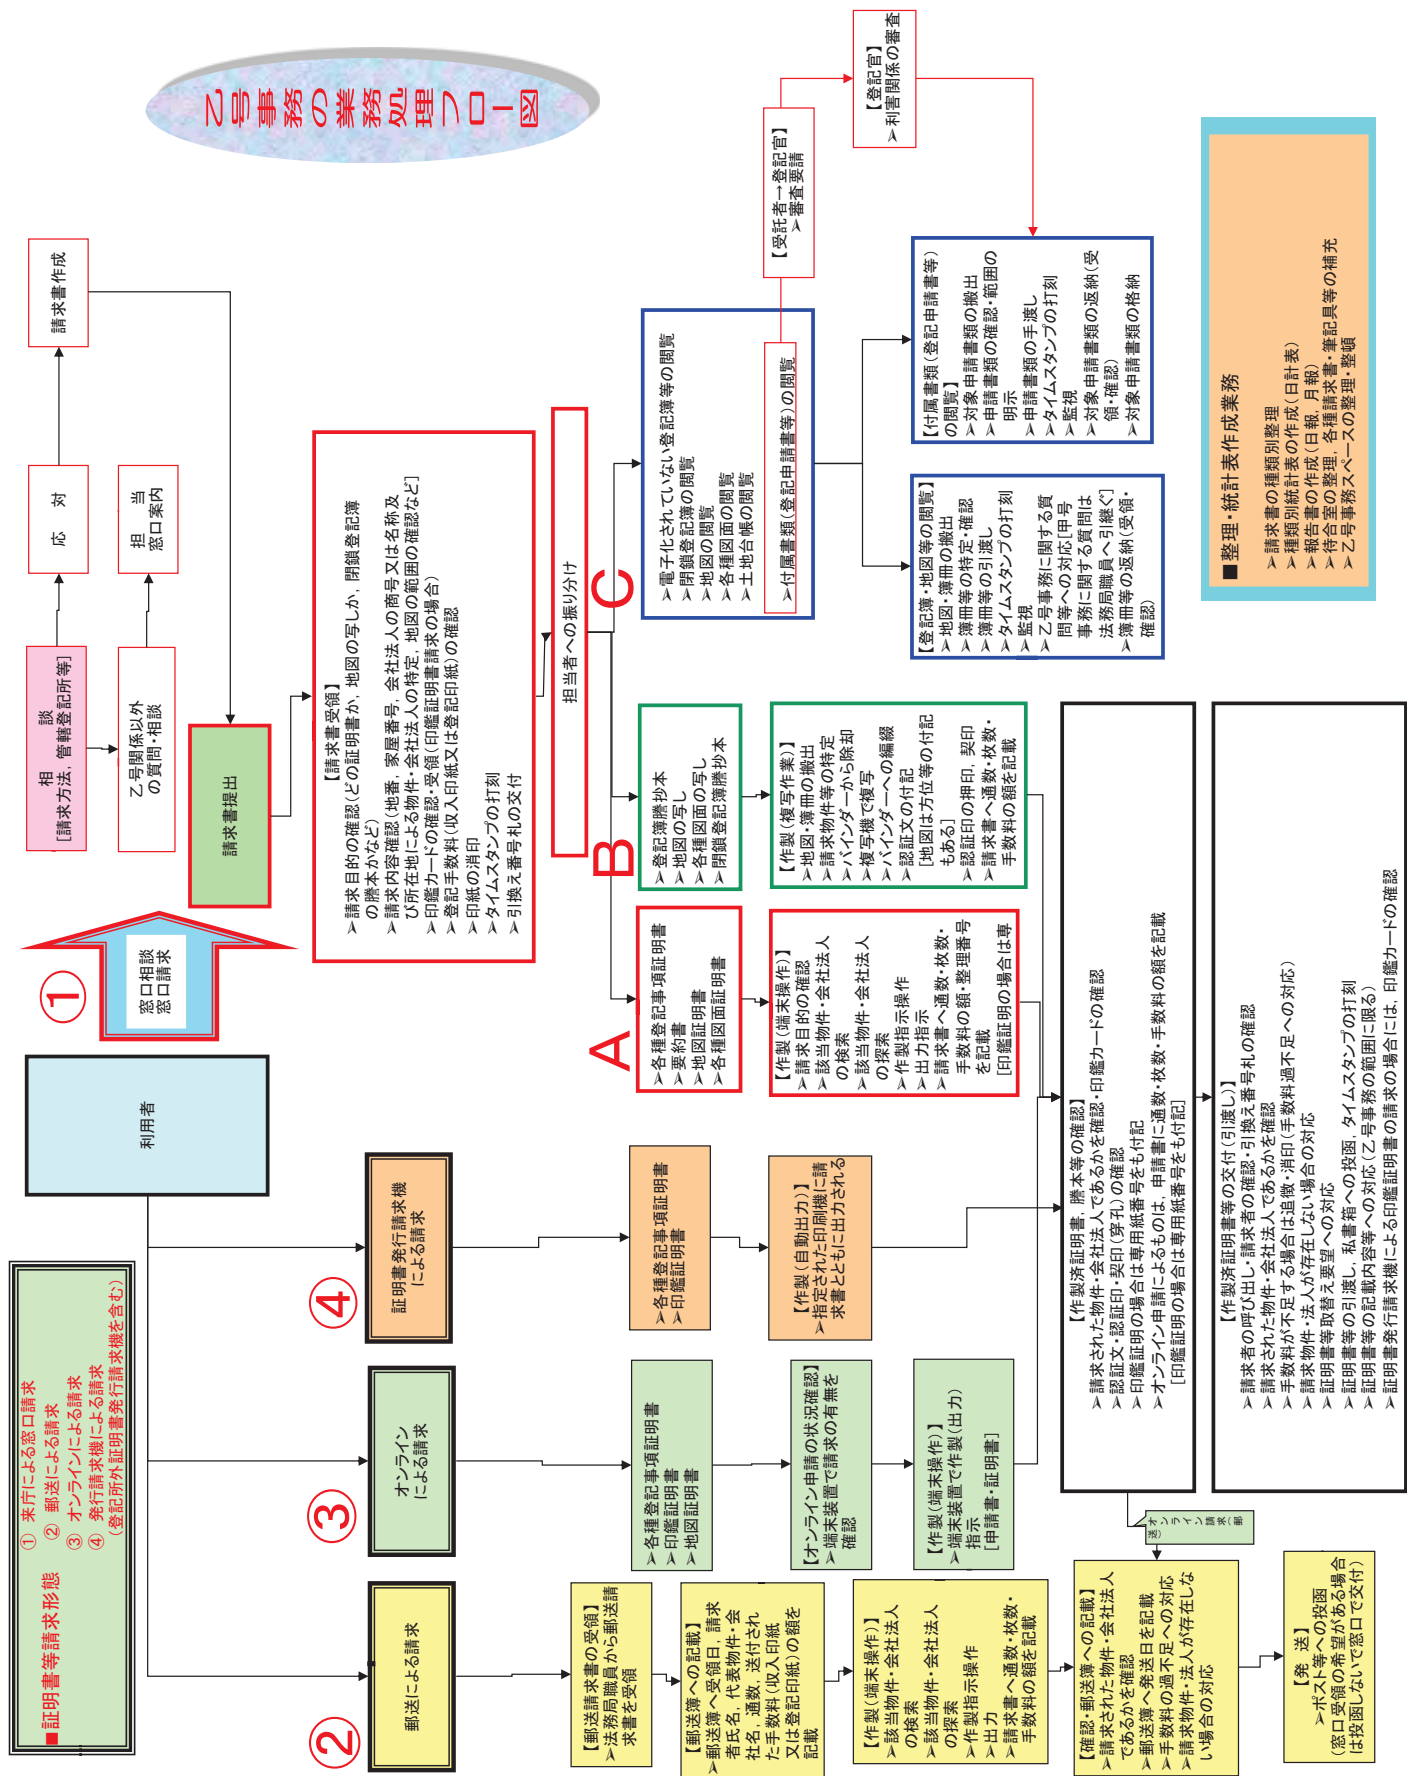 乙号事務の業務処理フロー図
■証明書等請求形態
① 来庁による窓口請求
② 郵送による請求
③ オンラインによる請求
④ 発行請求機による請求
(登記所外証明書発行請求機を含む)
利用者
①
窓口相談
窓口請求
相　　談
[請求方法，管轄登記所等]
応　　対
請求書作成
乙号関係以外
の質問・相談
担　　当
窓口案内
請求書提出
【請求書受領】
➢請求目的の確認(どの証明書か，地図の写しか，閉鎖登記簿
の謄本かなど)
➢請求内容確認(地番，家屋番号，会社法人の商号又は名称及
び所在地による物件・会社法人の特定，地図の範囲の確認など]
➢印鑑カードの確認・受領(印鑑証明書請求の場合)
➢登記手数料(収入印紙又は登記印紙)の確認
➢印紙の消印
➢タイムスタンプの打刻
➢引換え番号札の交付
担当者への振り分け
A
➢各種登記事項証明書
➢要約書
➢地図証明書
➢各種図面証明書
【作製(端末操作)】
➢請求目的の確認
➢該当物件・会社法人
の検索
➢該当物件・会社法人
の探索
➢作製指示操作
➢出力指示
➢請求書へ通数・枚数・
手数料の額・整理番号
を記載
[印鑑証明の場合は専
B
➢登記簿謄抄本
➢地図の写し
➢各種図面の写し
➢閉鎖登記簿謄抄本
【作製(複写作業)】
➢地図・簿冊の搬出
➢請求物件等の特定
➢バインダーから除却
➢複写機で複写
➢バインダーへの編綴
➢認証文の付記
[地図は方位等の付記
もある]
➢認証印の押印，契印
➢請求書へ通数・枚数・
手数料の額を記載
C
➢電子化されていない登記簿等の閲覧
➢閉鎖登記簿の閲覧
➢地図の閲覧
➢各種図面の閲覧
➢土地台帳の閲覧
➢付属書類(登記申請書等)の閲覧
【受託者→登記官】
➢審査要請
【登記官】
➢利害関係の審査
【登記簿・地図等の閲覧】
➢地図・簿冊の搬出
➢簿冊等の特定・確認
➢簿冊等の引渡し
➢タイムスタンプの打刻
➢監視
➢乙号事務に関する質
問等への対応[甲号
事務に関する質問は
法務局職員へ引継ぐ]
➢簿冊等の返納(受領・
確認)
【付属書類(登記申請書等)
の閲覧】
➢対象申請書類の搬出
➢申請書類の確認・範囲の
明示
➢申請書類の手渡し
➢タイムスタンプの打刻
➢監視
➢対象申請書類の返納(受
領・確認)
➢対象申請書類の格納
②
郵送による請求
【郵送請求書の受領】
➢法務局職員から郵送請
求書を受領
【郵送簿への記載】
➢郵送簿へ受領日，請求
者氏名，代表物件・会
社名，通数，送付され
た手数料(収入印紙
又は登記印紙)の額を
記載
【作製(端末操作)】
➢該当物件・会社法人
の検索
➢該当物件・会社法人
の探索
➢作製指示操作
➢出力
➢請求書へ通数・枚数・
手数料の額を記載
【確認・郵送簿への記載】
➢請求された物件・会社法人
であるかを確認
➢郵送簿へ発送日を記載
➢手数料の過不足への対応
➢請求物件・法人が存在しな
い場合の対応
【発 送】
➢ポスト等への投函
(窓口受領の希望がある場合
は投函しないで窓口で交付)
③
オンライン
による請求
➢各種登記事項証明書
➢印鑑証明書
➢地図証明書
【オンライン申請の状況確認】
➢端末装置で請求の有無を
確認
【作製(端末操作)】
➢端末装置で作製(出力)
指示
[申請書・証明書]
④
証明書発行請求機
による請求
➢各種登記事項証明書
➢印鑑証明書
【作製(自動出力)】
➢指定された印刷機に請
求書とともに出力される
【作製済証明書，謄本等の確認】
➢請求された物件・会社法人であるかを確認・印鑑カードの確認
➢認証文・認証印・契印(穿孔)の確認
➢印鑑証明の場合は専用紙番号をも付記
➢オンライン申請によるものは，申請書に通数・枚数・手数料の額を記載
[印鑑証明の場合は専用紙番号をも付記]
オンライン請求（郵
送）
【作製済証明書等の交付(引渡し)】
➢請求者の呼び出し・請求者の確認・引換え番号札の確認
➢請求された物件・会社法人であるかを確認
➢手数料が不足する場合は追徴・消印(手数料過不足への対応)
➢請求物件・法人が存在しない場合の対応
➢証明書等取替え要望への対応
➢証明書等の引渡し，私書箱への投函，タイムスタンプの打刻
➢証明書等の記載内容等への対応(乙号事務の範囲に限る)
➢証明書発行請求機による印鑑証明書の請求の場合には，印鑑カードの確認
■整理・統計表作成業務
➢請求書の種類別整理
➢種類別統計表の作成(日計表)
➢報告書の作成(日報，月報)
➢待合室の整理，各種請求書・筆記具等の補充
➢乙号事務スペースの整理・整頓